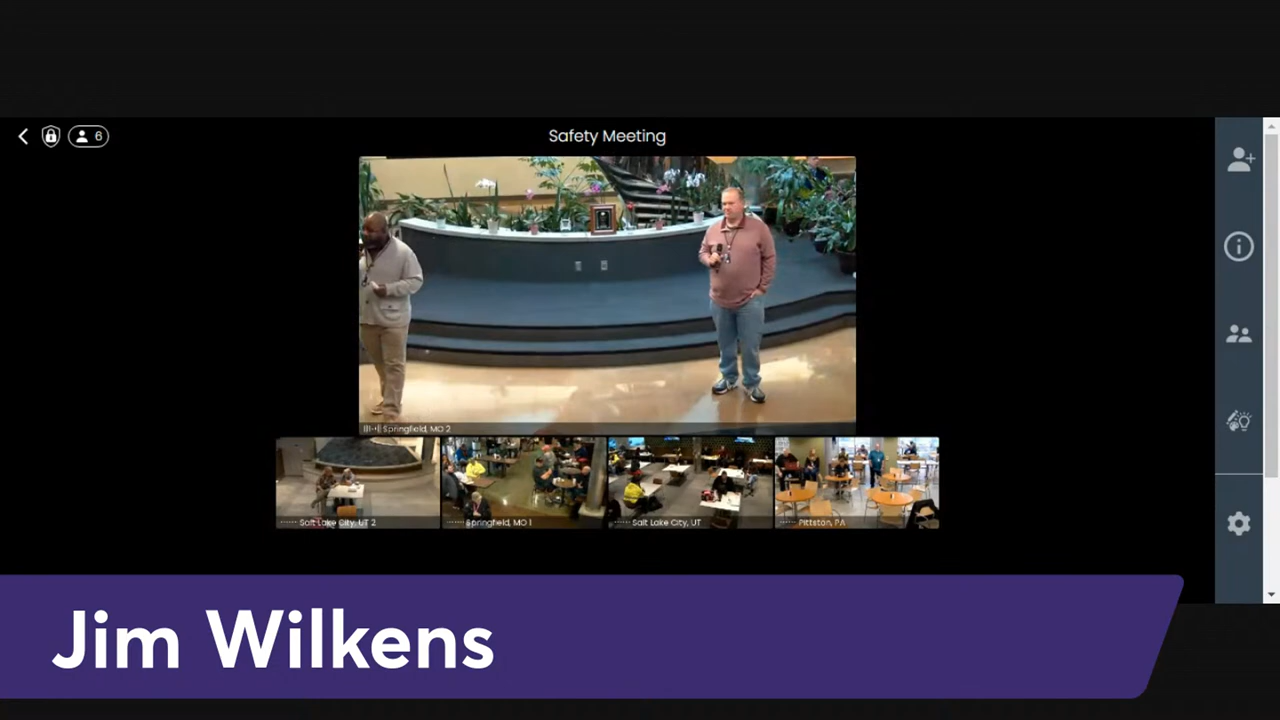 6
Safety Meeting
Springfield, MO 2
Salt Lake City, UT 2
Springfield, MO 1
Salt Lake City, UT
Pittston, PA
Jim Wilkens